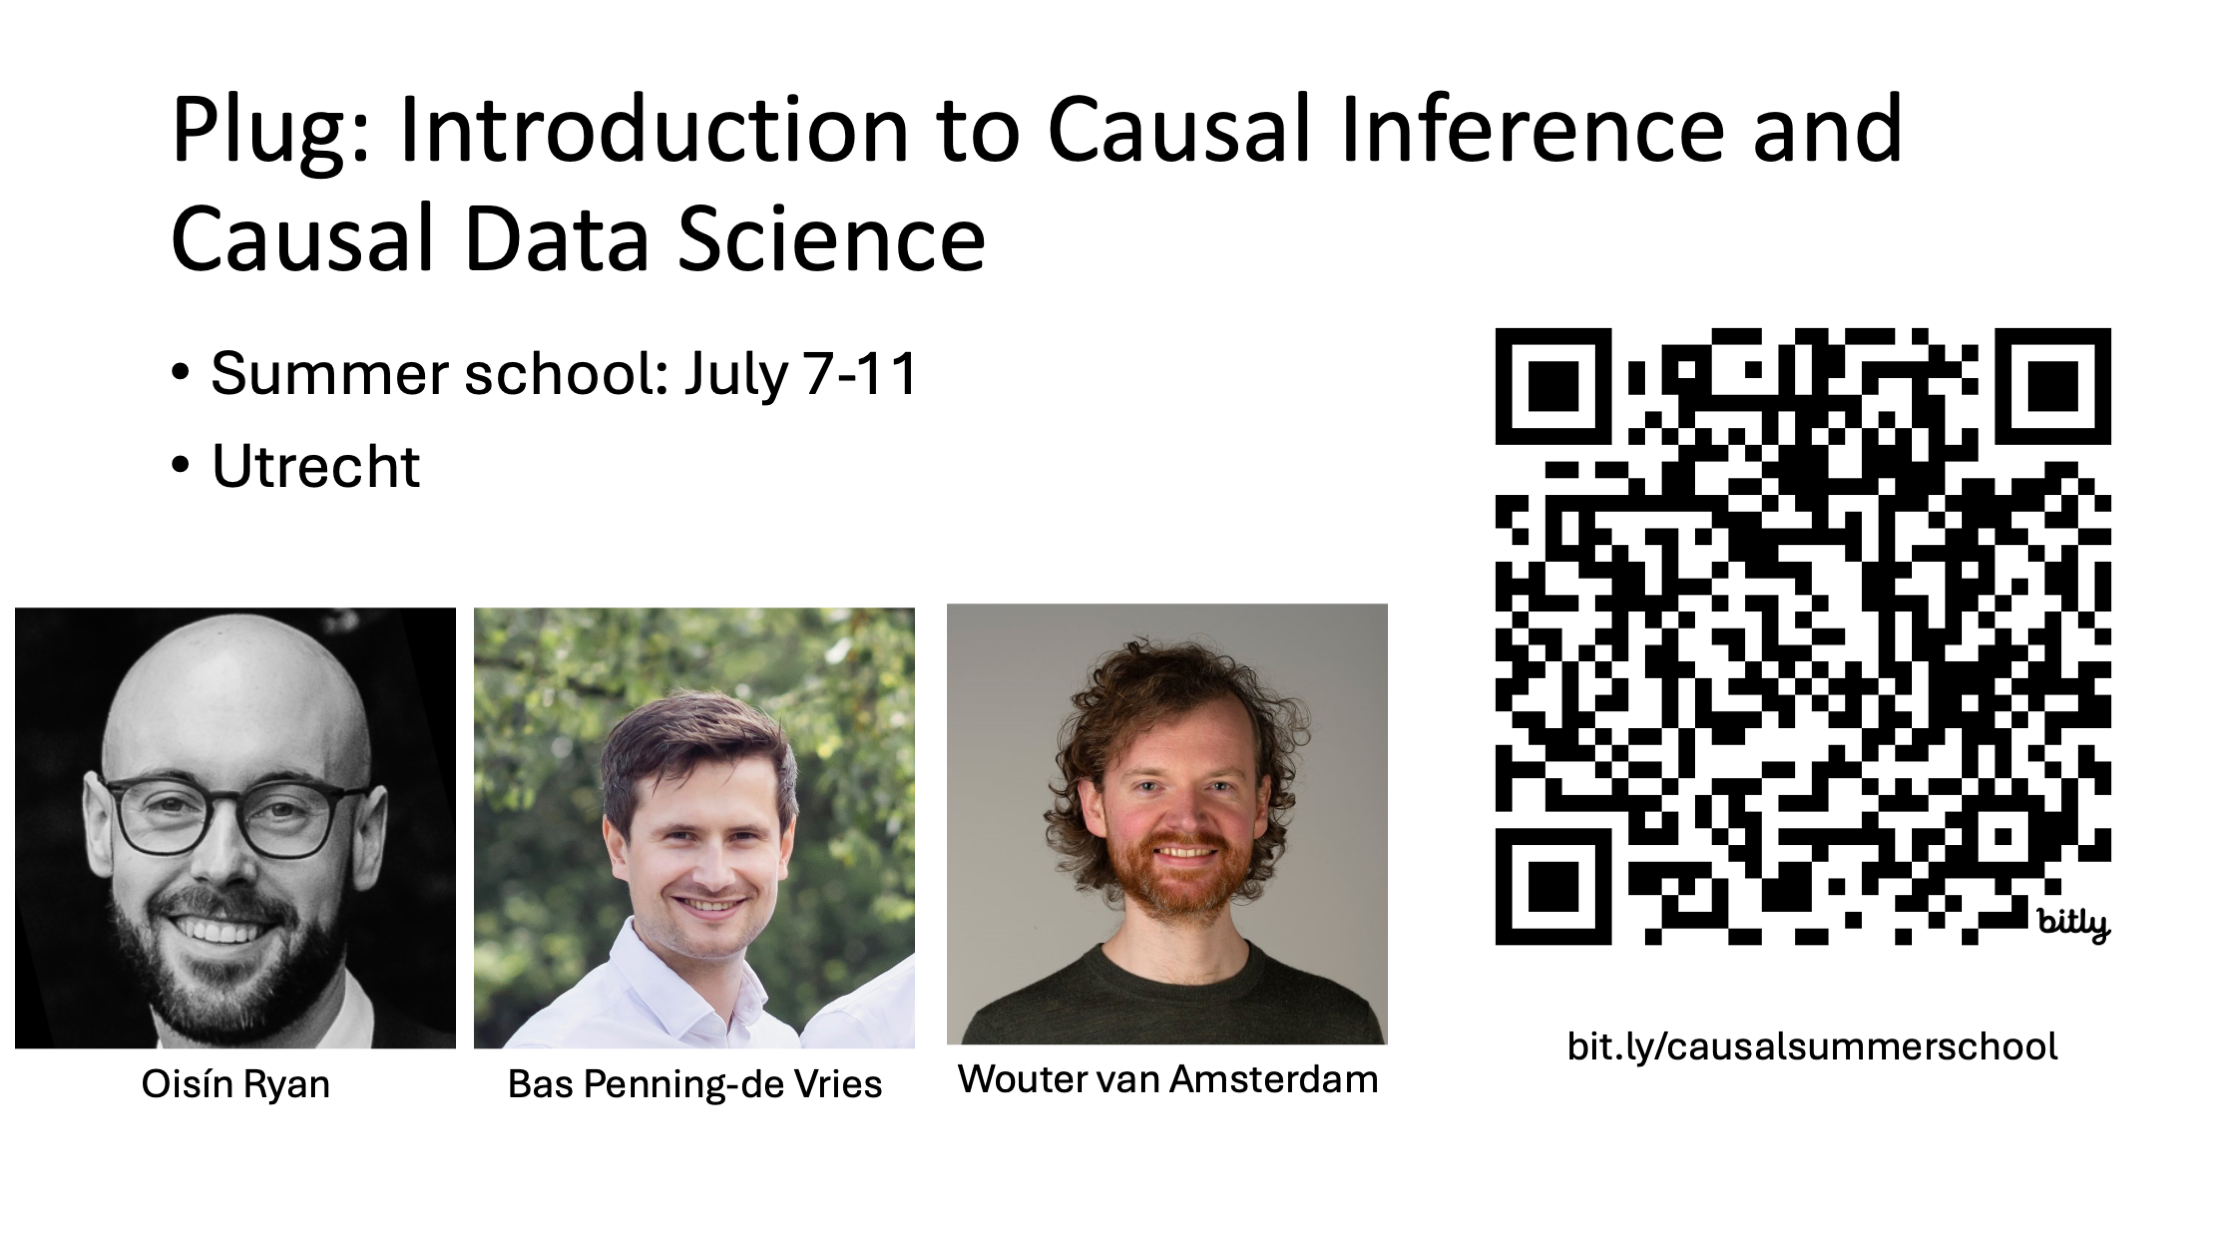 Plug: Introduction to Causal Inference and
Causal Data Science
• Summer school: July 7-11
• Utrecht
bitly
bit.ly/causalsummerschool
Oisín Ryan
Bas Penning-de Vries
Wouter van Amsterdam